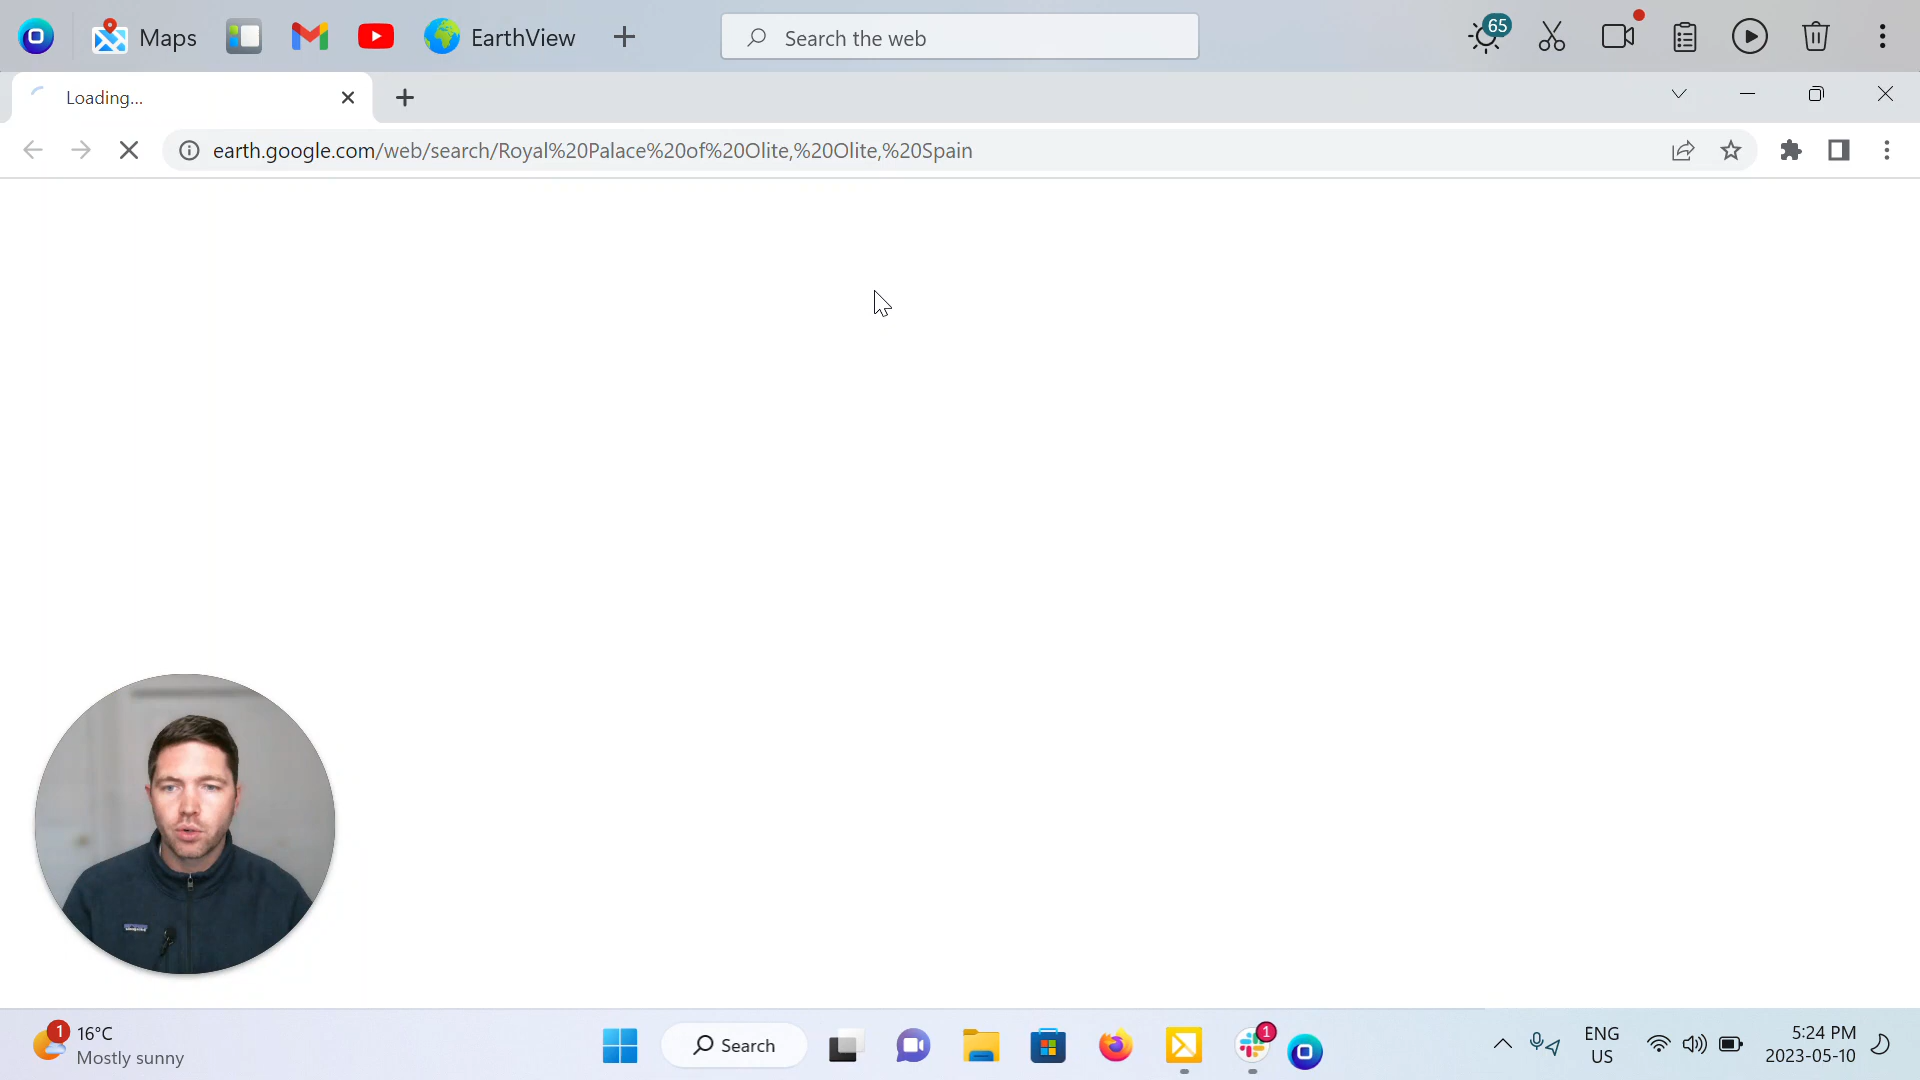 Maps
EarthView
Search the web
65
Loading...
earth.google.com/web/search/Royal%20Palace%20of%20Olite,%20Olite,%20Spain
1
16°C
Mostly sunny
Search
1
ENG
US
5:24 PM
2023-05-10